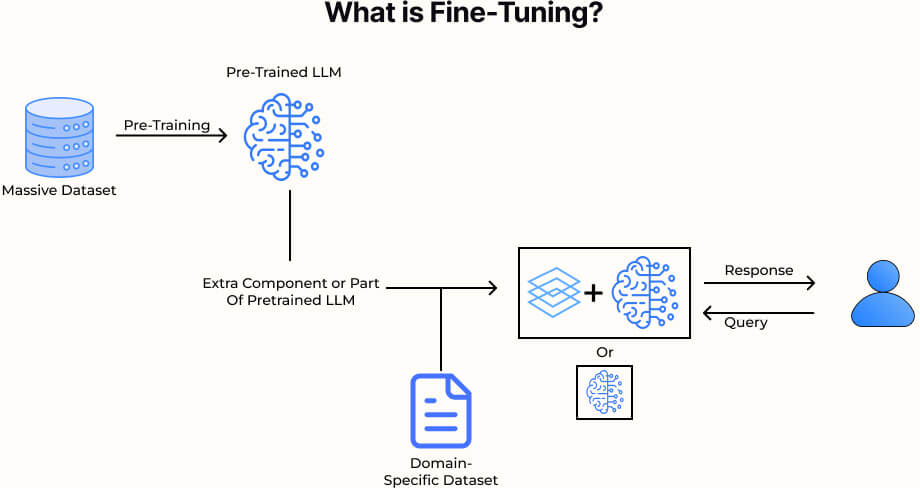 What is Fine-Tuning?
Pre-Trained LLM
Pre-Training
Massive Dataset
Extra Component or Part
Of Pretrained LLM
Response
Query
Or
Domain-
Specific Dataset